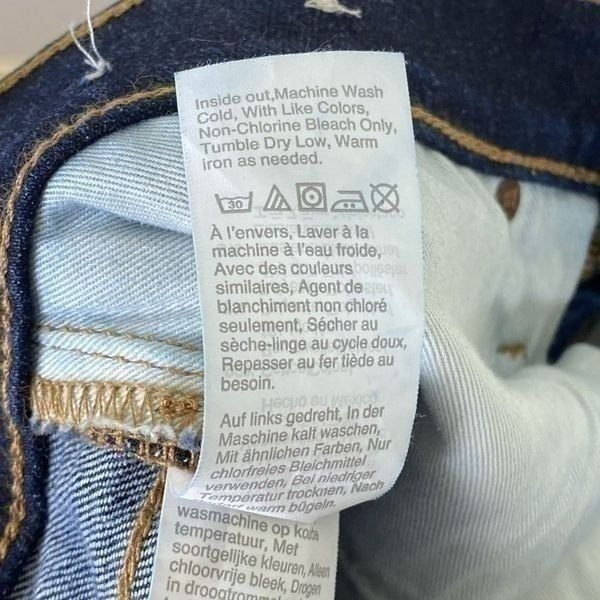 Inside out,Machine Wash
Cold, With Like Colors,
Non-Chlorine Bleach Only,
Tumble Dry Low, Warm
iron as needed.
30
À l'envers, Laver à la
machine à l'eau froide,
Avec des couleurs
similaires, Agent de
blanchiment non chloré
seulement, Sécher au
sèche-linge au cycle doux,
Repasser au fer tiède au
besoin.
Auf links gedreht, In der
Maschine kalt waschen,
Mit ähnlichen Farben, Nur
chlorfreies Bleichmittel
verwenden, Bei niedriger
Temperatur trocknen, Nach
warm bügeln.
wasmachine op
temperatuur, Met
soortgelijke kleuren, Alleen
chloorvrije bleek, Drogen
in